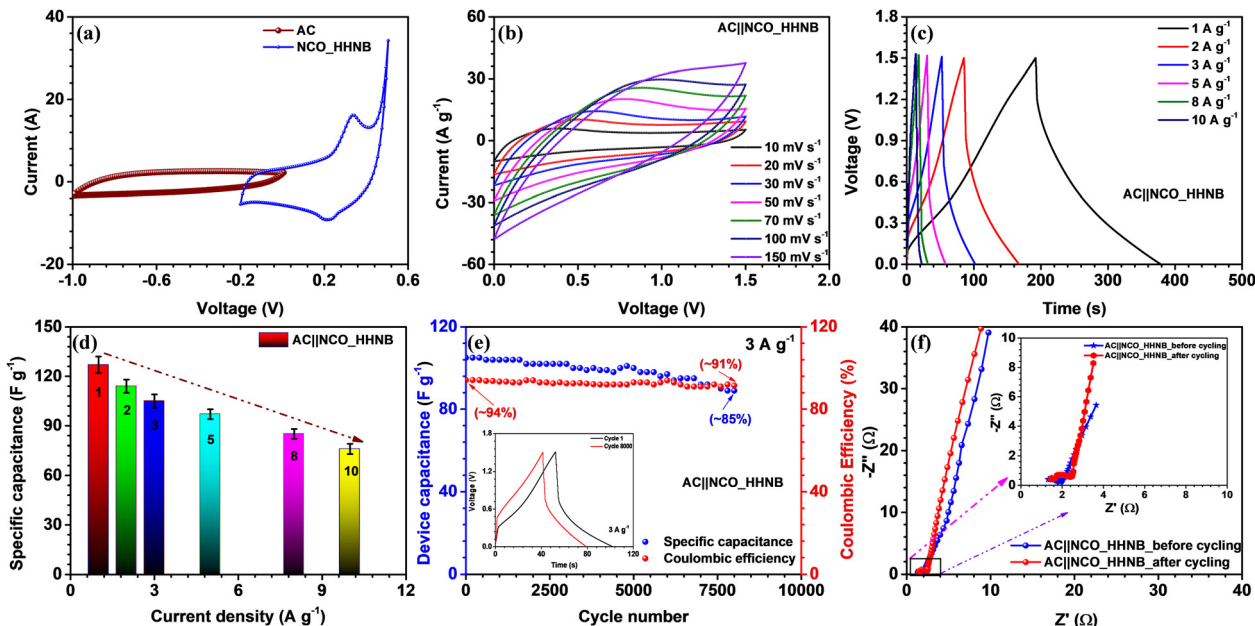 (a)
AC
NCO_HHNB
40
20
0
-20
Current (A)
-1.0
-0.6
-0.2
0.2
0.6
Voltage (V)
(b)
AC||NCO_HHNB
60
30
0
-30
-60
Current (A g⁻¹)
10 mV s⁻¹
20 mV s⁻¹
30 mV s⁻¹
50 mV s⁻¹
70 mV s⁻¹
100 mV s⁻¹
150 mV s⁻¹
0.0
0.5
1.0
1.5
2.0
Voltage (V)
(c)
1 A g⁻¹
2 A g⁻¹
3 A g⁻¹
5 A g⁻¹
8 A g⁻¹
10 A g⁻¹
AC||NCO_HHNB
1.8
1.5
1.2
0.9
0.6
0.3
0.0
Voltage (V)
0
100
200
300
400
500
Time (s)
(d)
AC||NCO_HHNB
150
120
90
60
30
0
Specific capacitance (F g⁻¹)
1
2
3
5
8
10
0
2
4
6
8
10
12
Current density (A g⁻¹)
(e)
3 A g⁻¹
(~91%)
(~94%)
(~85%)
120
80
40
0
Device capacitance (F g⁻¹)
120
100
80
60
40
20
0
Coulombic Efficiency (%)
Cycle 1
Cycle 8000
1.8
1.2
0.6
0.0
Voltage (V)
3 A g⁻¹
0
40
80
120
Time (s)
AC||NCO_HHNB
Specific capacitance
Coulombic efficiency
0
2500
5000
7500
10000
Cycle number
(f)
40
30
20
10
0
-Z'' (Ω)
AC||NCO_HHNB_before cycling
AC||NCO_HHNB_after cycling
10
8
6
4
2
0
-Z'' (Ω)
0
2
4
6
8
10
Z' (Ω)
AC||NCO_HHNB_before cycling
AC||NCO_HHNB_after cycling
0
10
20
30
40
Z' (Ω)